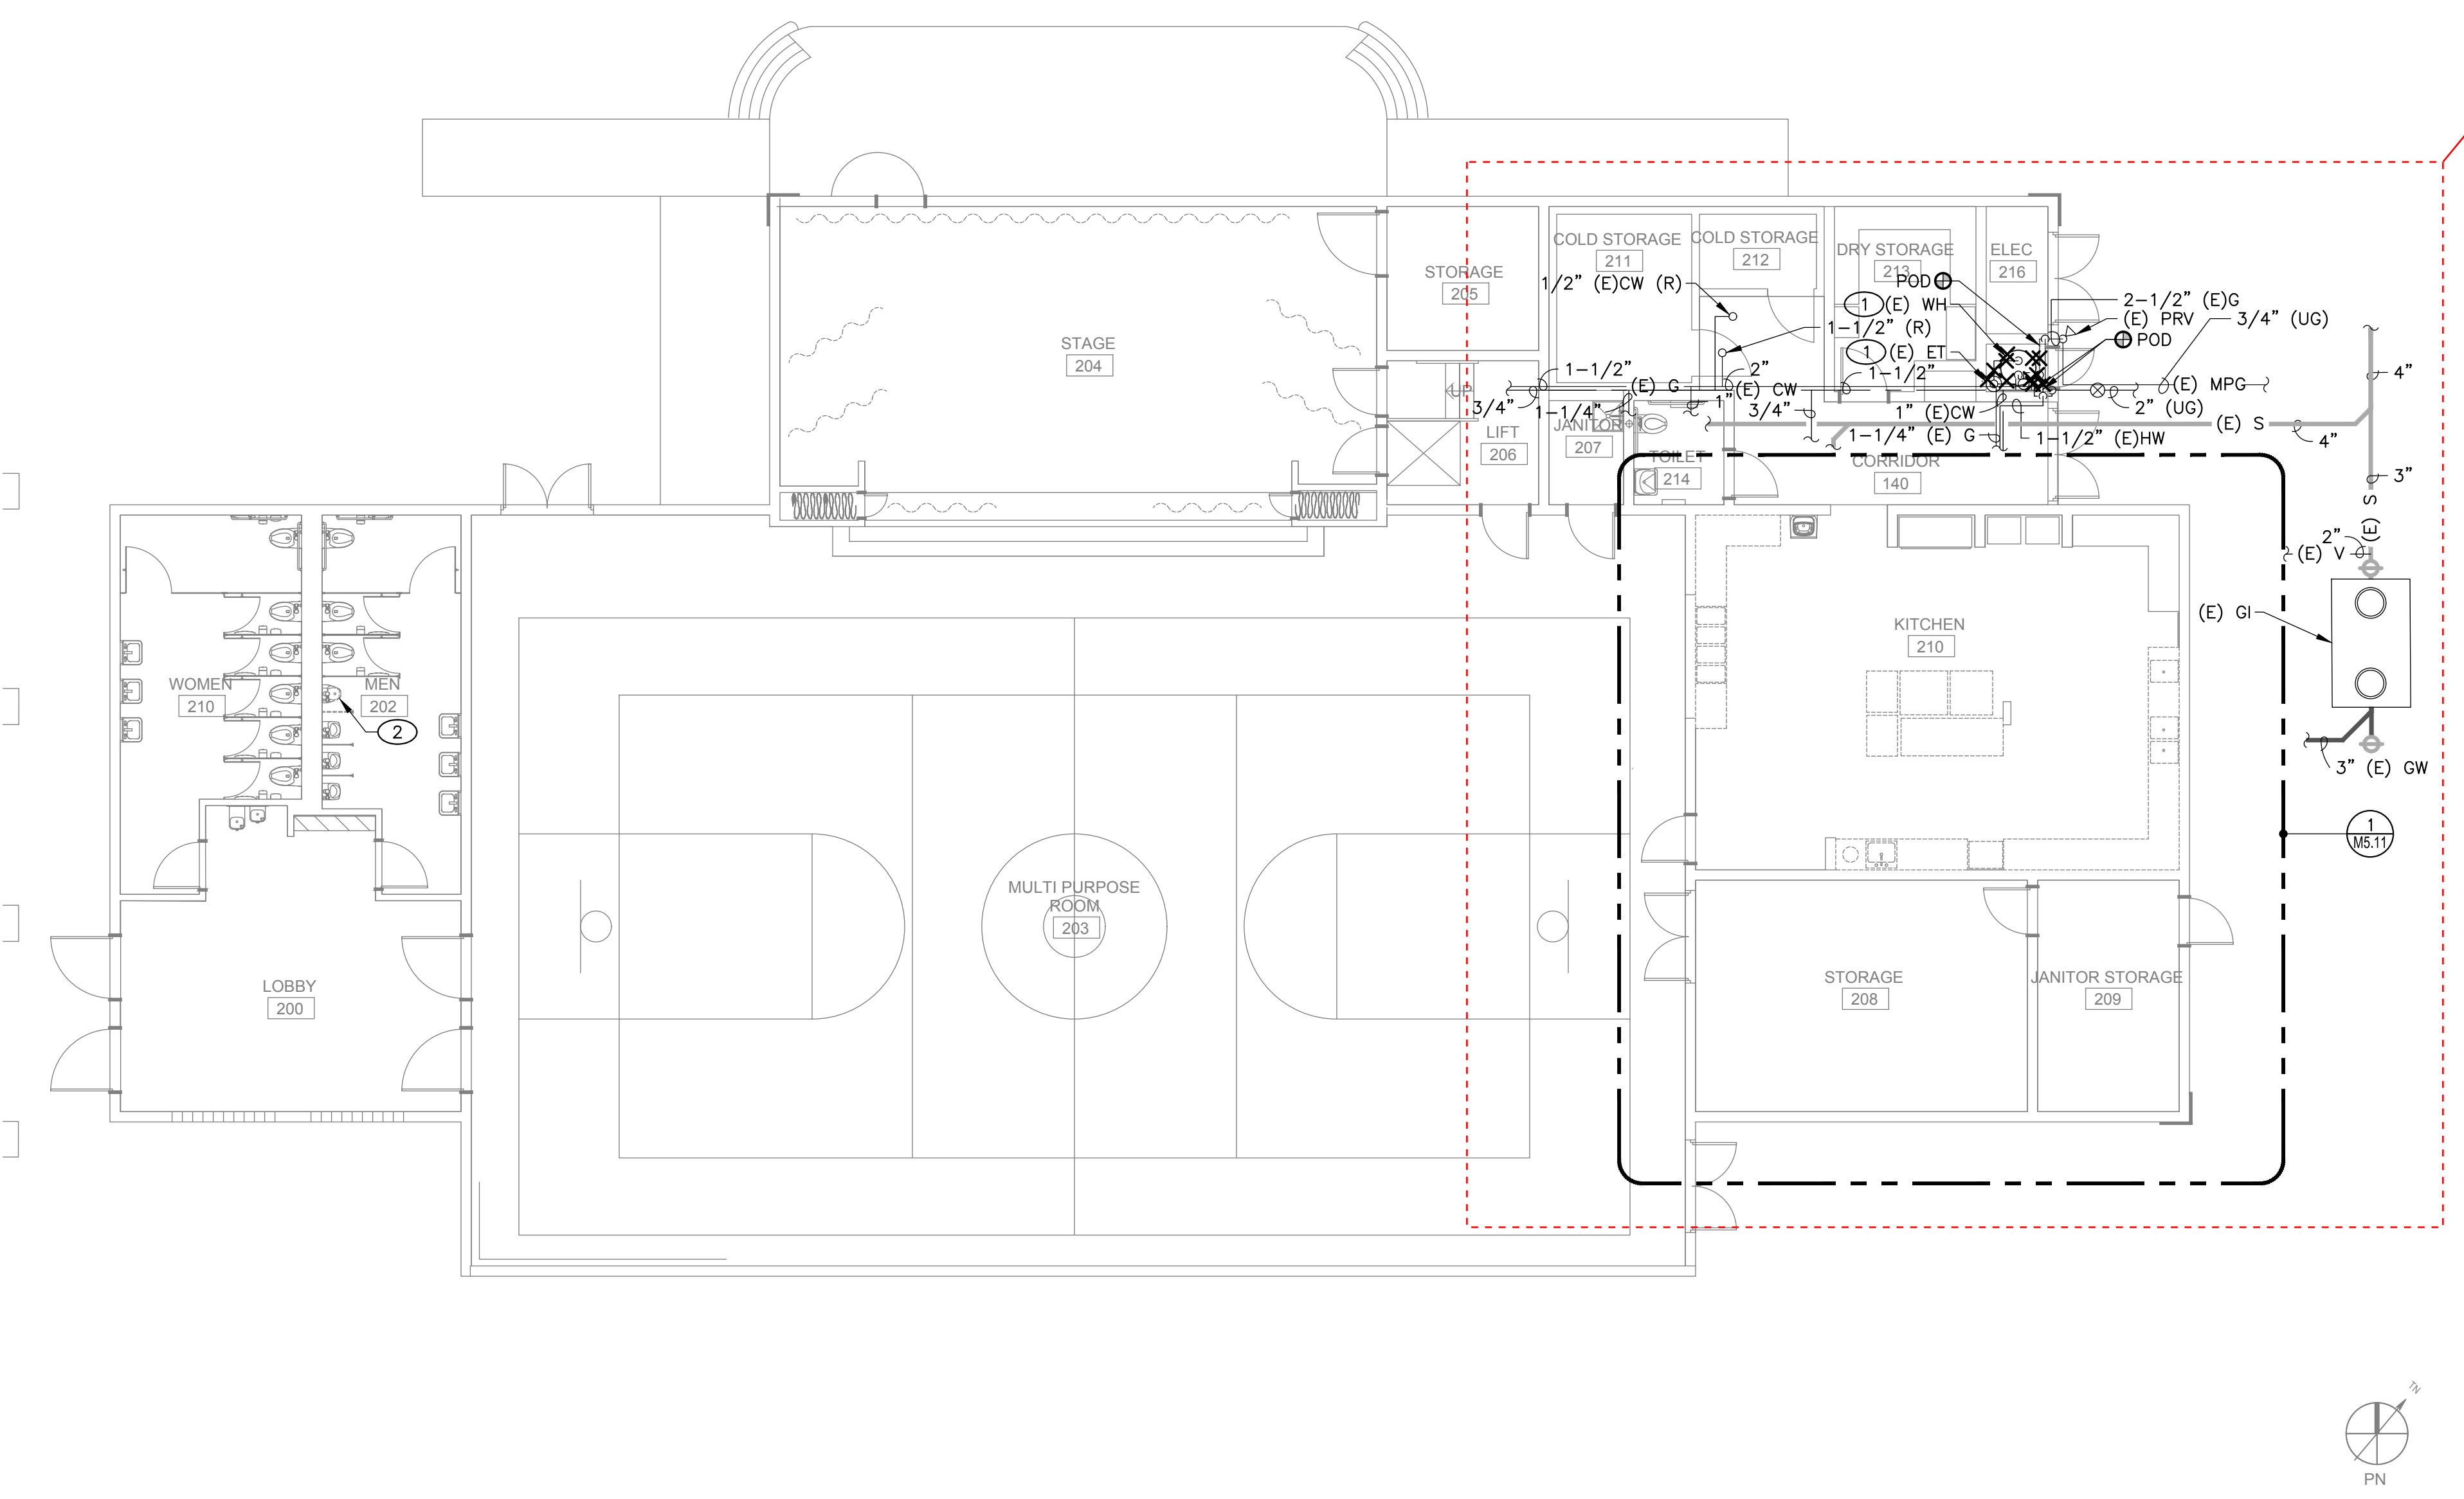 COLD STORAGE
211
COLD STORAGE
212
DRY STORAGE
213
ELEC
216
STORAGE
205
1/2" (E)CW (R)
POD
1
(E) WH
2-1/2" (E)G
(E) PRV
3/4" (UG)
POD
1-1/2" (R)
STAGE
204
1
(E) ET
1-1/2"
2"
1-1/2"
4"
UP
(E) G
(E) CW
(E) MPG
3/4"
1-1/4"
1"
3/4"
1" (E)CW
2" (UG)
LIFT
206
JANITOR
207
1-1/4" (E) G
1-1/2" (E)HW
(E) S
4"
TOILET
214
CORRIDOR
140
3"
(E) S
2"
(E) V
(E) GI
KITCHEN
210
WOMEN
210
MEN
202
2
3" (E) GW
1
M5.11
MULTI PURPOSE
ROOM
203
LOBBY
200
STORAGE
208
JANITOR STORAGE
209
TN
PN